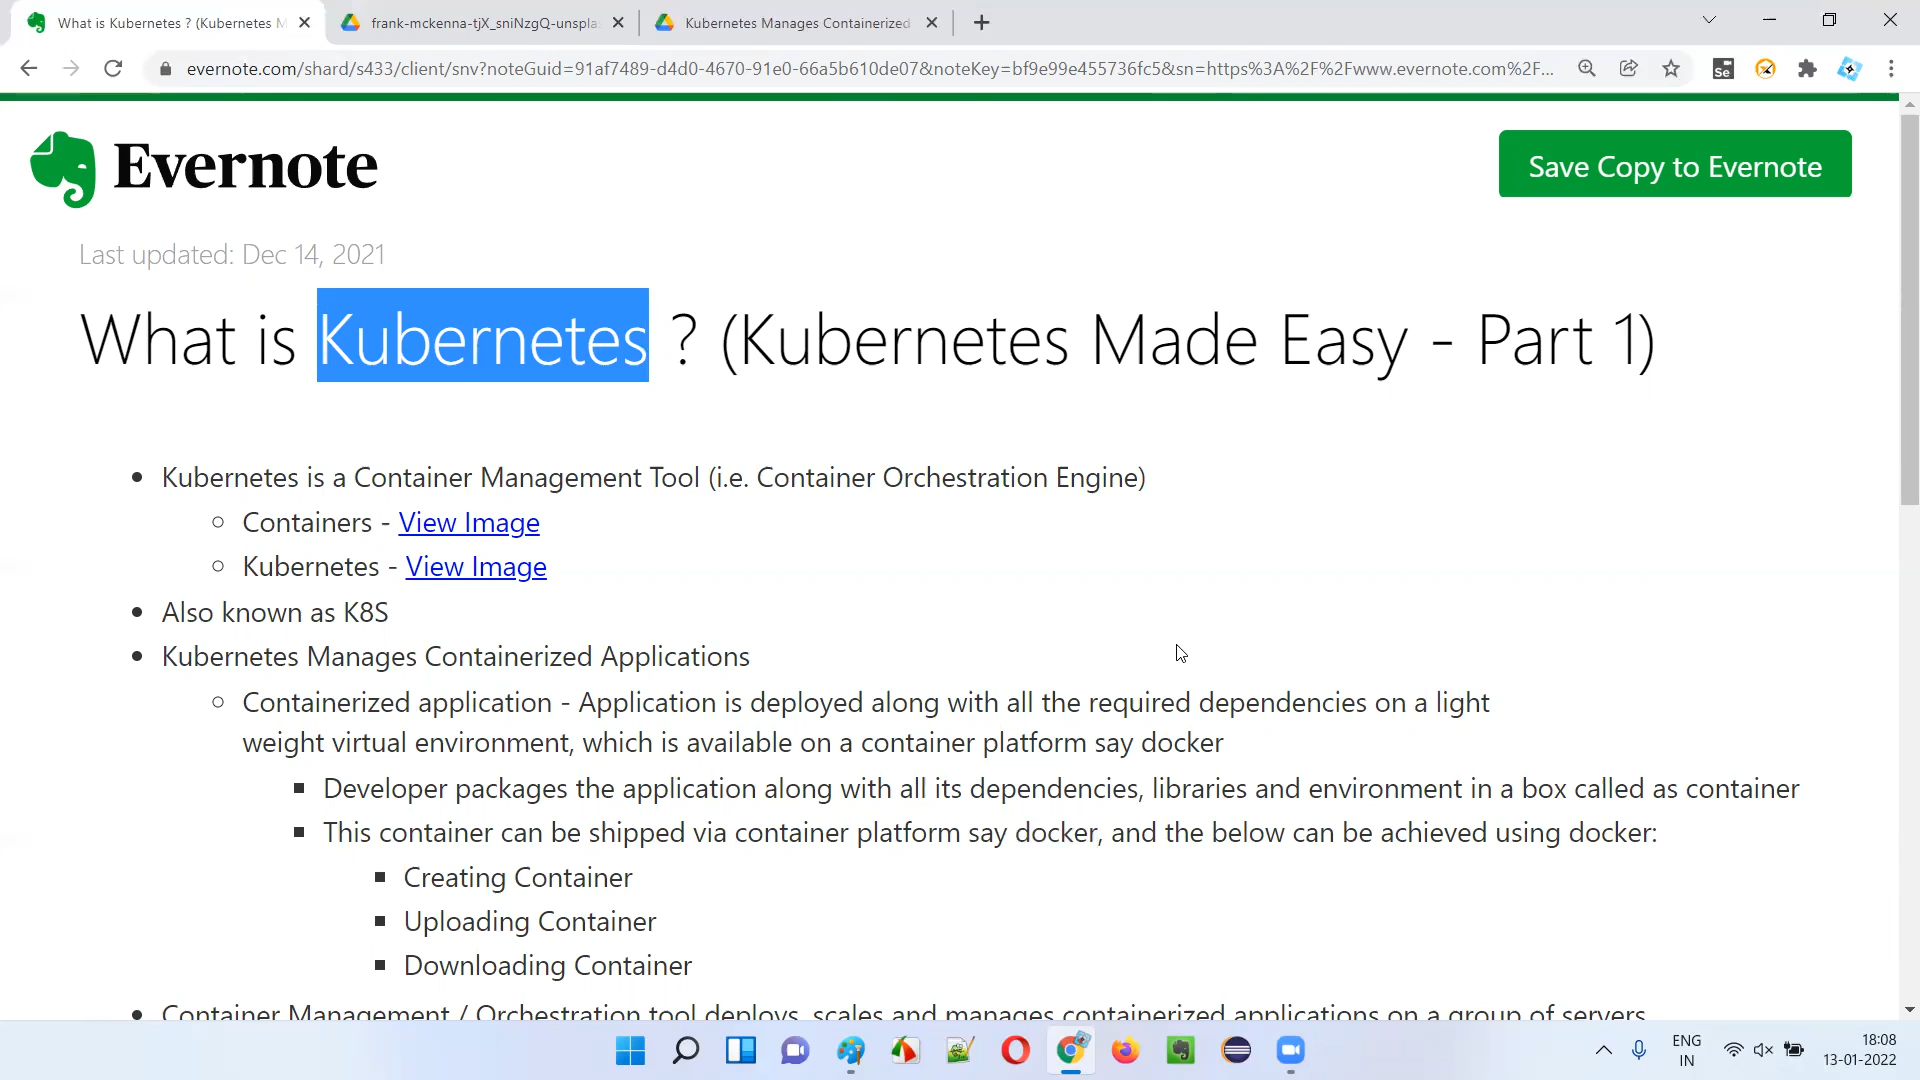 What is Kubernetes ? (Kubernetes M
frank-mckenna-tjX_sniNzgQ-unspla
Kubernetes Manages Containerized
evernote.com/shard/s433/client/snv?noteGuid=91af7489-d4d0-4670-91e0-66a5b610de07&noteKey=bf9e99e455736fc5&sn=https%3A%2F%2Fwww.evernote.com%2F...
Se
Evernote
Save Copy to Evernote
Last updated: Dec 14, 2021
What is Kubernetes ? (Kubernetes Made Easy - Part 1)
• Kubernetes is a Container Management Tool (i.e. Container Orchestration Engine)
○ Containers - View Image
○ Kubernetes - View Image
• Also known as K8S
• Kubernetes Manages Containerized Applications
○ Containerized application - Application is deployed along with all the required dependencies on a light
weight virtual environment, which is available on a container platform say docker
▪ Developer packages the application along with all its dependencies, libraries and environment in a box called as container
▪ This container can be shipped via container platform say docker, and the below can be achieved using docker:
▪ Creating Container
▪ Uploading Container
▪ Downloading Container
• Container Management / Orchestration tool deploys, scales and manages containerized applications on a group of servers
ENG
IN
18:08
13-01-2022